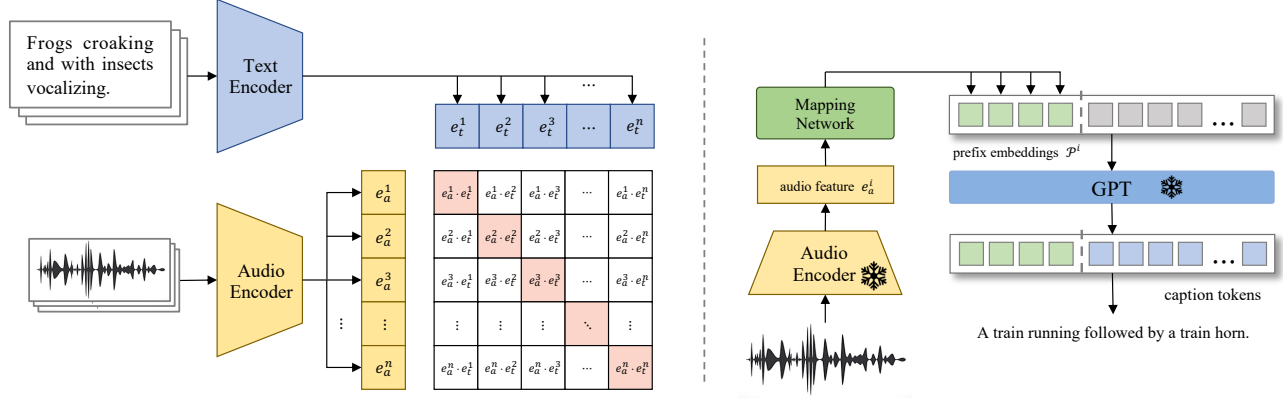 Frogs croaking
and with insects
vocalizing.
Text
Encoder
...
e_t^1 e_t^2 e_t^3 ... e_t^n
Audio
Encoder
e_a^1
e_a^2
e_a^3
⋮ ⋮
e_a^n
e_a^1·e_t^1 e_a^1·e_t^2 e_a^1·e_t^3 ... e_a^1·e_t^n
e_a^2·e_t^1 e_a^2·e_t^2 e_a^2·e_t^3 ... e_a^2·e_t^n
e_a^3·e_t^1 e_a^3·e_t^2 e_a^3·e_t^3 ... e_a^3·e_t^n
⋮ ⋮ ⋮ ⋱ ⋮
e_a^n·e_t^1 e_a^n·e_t^2 e_a^n·e_t^3 ... e_a^n·e_t^n
Mapping
Network
audio feature e_a^i
Audio
Encoder
...
prefix embeddings 𝒫^i
GPT
...
caption tokens
A train running followed by a train horn.